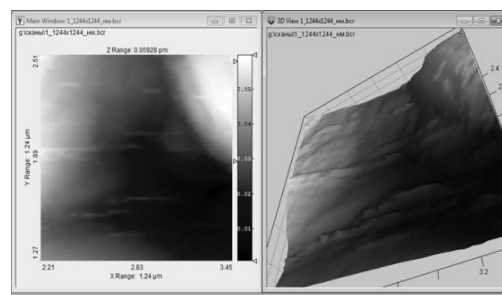 Main Window: 1_1244x1244_нм.bcr
g:\сканы\1_1244x1244_нм.bcr
Z Range: 0.05928 pm
2.51
Y Range: 1.24 µm
1.89
1.27
2.21
2.83
3.45
X Range: 1.24 µm
0.05
0.04
0.03
0.02
0.01
3D View 1_1244x1244_нм.bcr
g:\сканы\1_1244x1244_нм.bcr
2.4
3.2